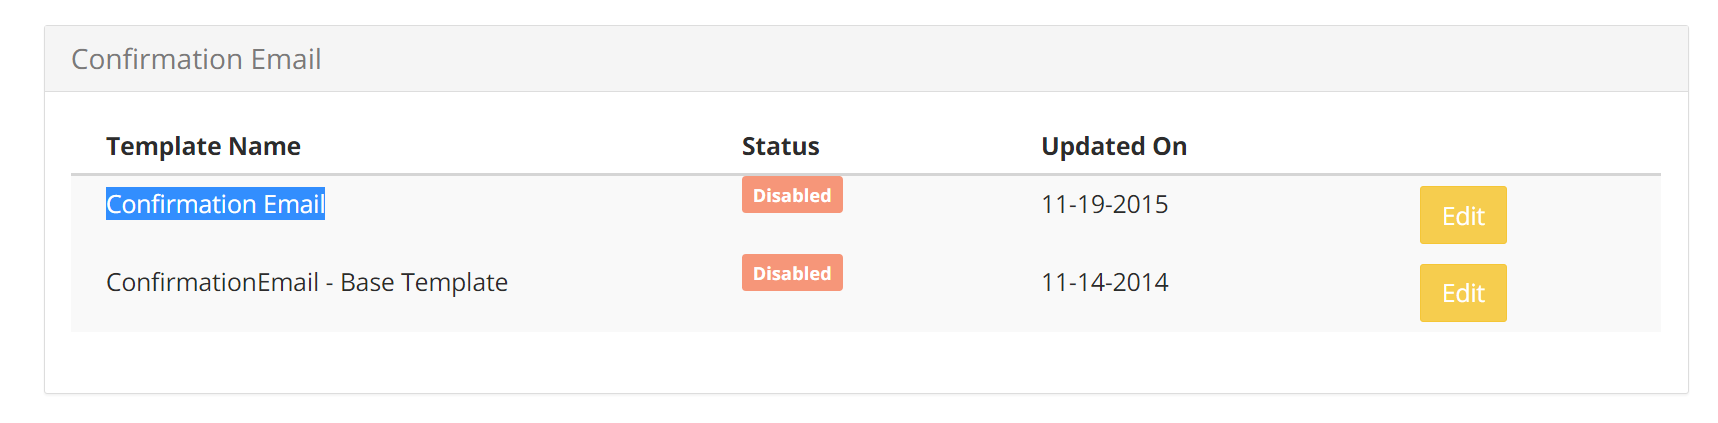 Confirmation Email
Template Name Status Updated On
Confirmation Email Disabled 11-19-2015 Edit
ConfirmationEmail - Base Template Disabled 11-14-2014 Edit